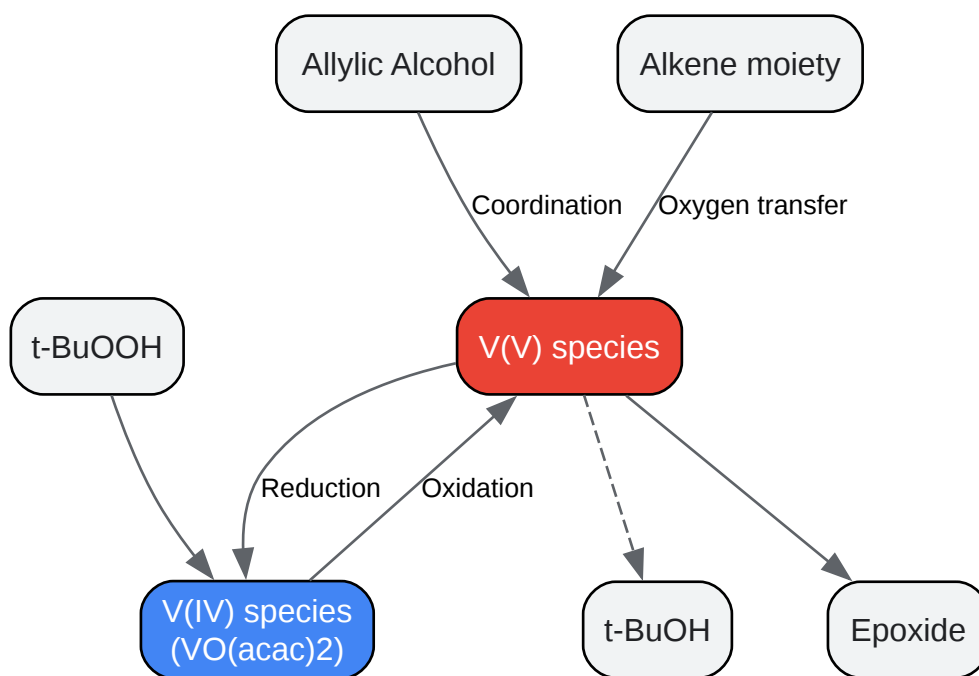 Allylic Alcohol
Alkene moiety
Coordination
Oxygen transfer
t-BuOOH
V(V) species
Reduction
Oxidation
V(IV) species
(VO(acac)2)
t-BuOH
Epoxide